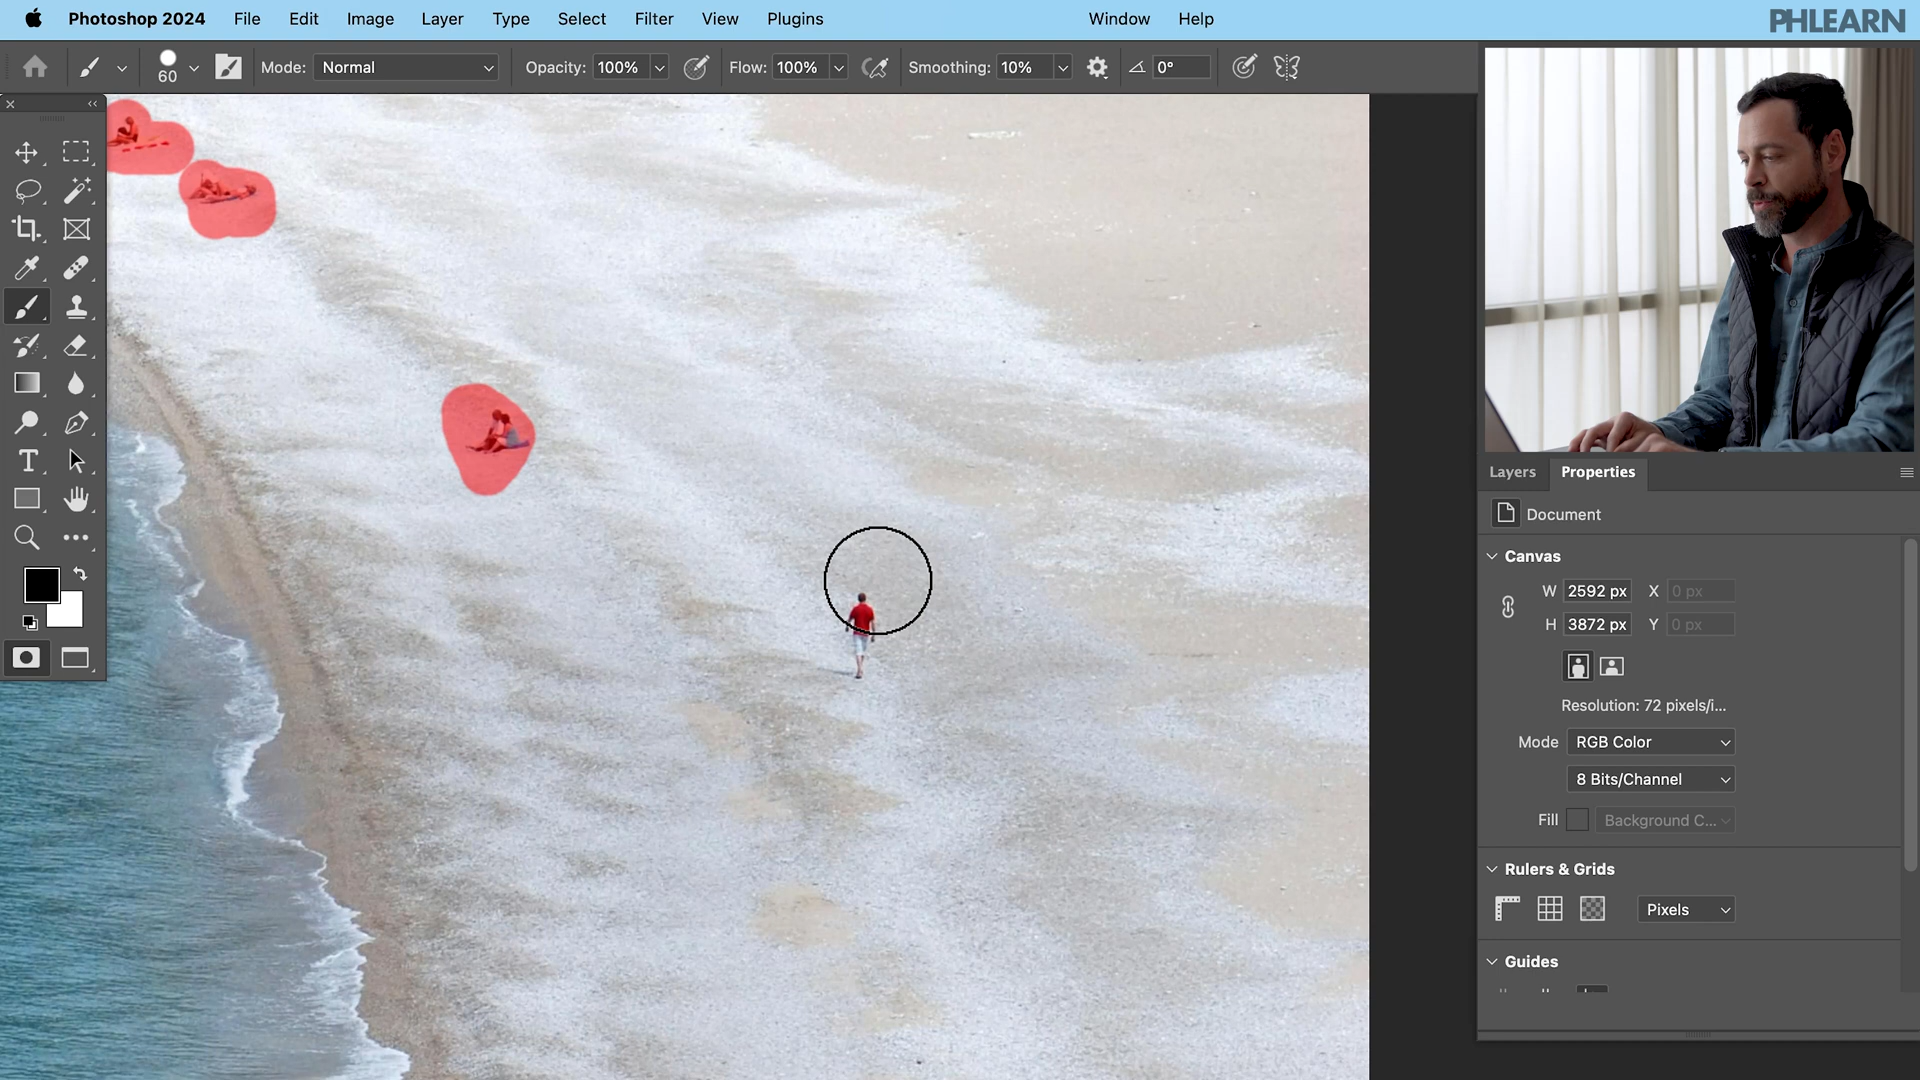 Photoshop 2024 File Edit Image Layer Type Select Filter View Plugins Window Help
PHLEARN
60 Mode: Normal Opacity: 100% Flow: 100% Smoothing: 10% 0°
Layers Properties
Document
Canvas
W 2592 px X 0 px
H 3872 px Y 0 px
Resolution: 72 pixels/i...
Mode RGB Color
8 Bits/Channel
Fill Background C...
Rulers & Grids
Pixels
Guides